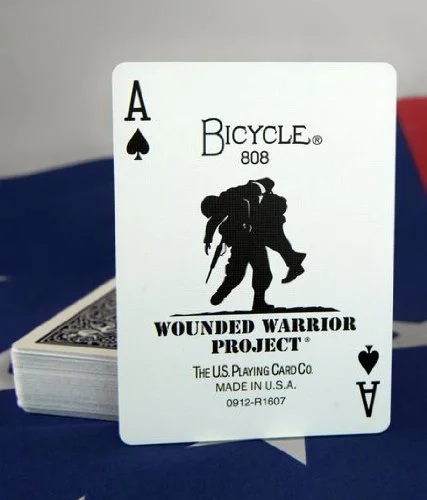 A
BICYCLE®
808
WOUNDED WARRIOR
PROJECT®
THE U.S. PLAYING CARD CO.
MADE IN U.S.A.
0912-R1607
A